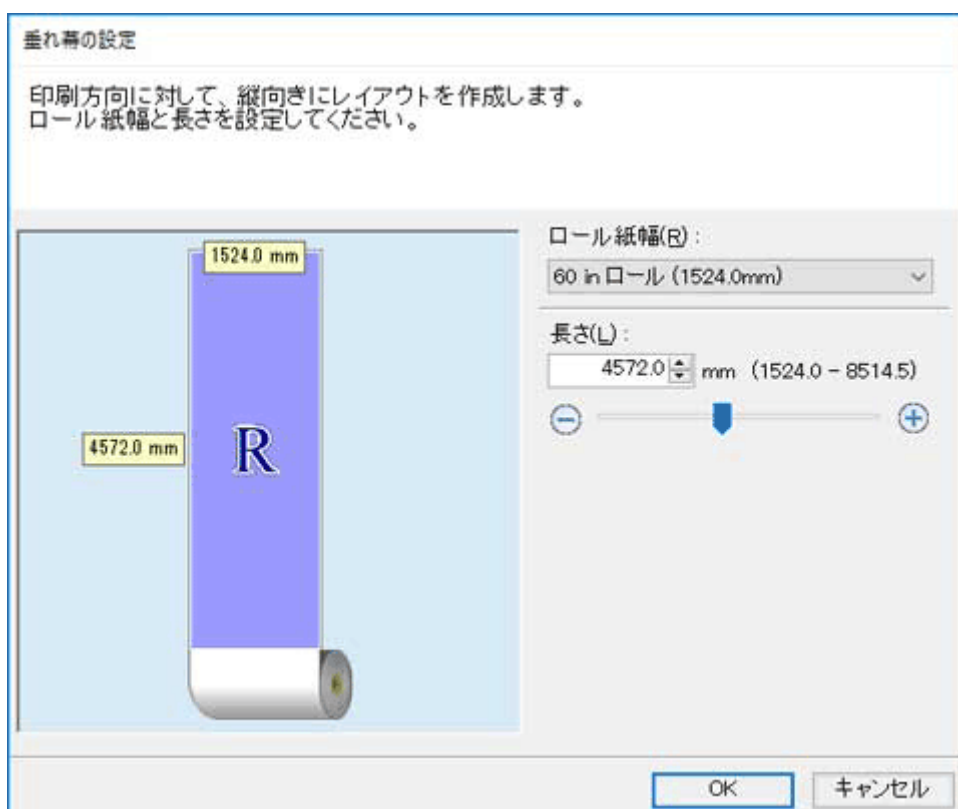 垂れ幕の設定
印刷方向に対して、縦向きにレイアウトを作成します。
ロール紙幅と長さを設定してください。
1524.0 mm
4572.0 mm
R
ロール紙幅(R) :
60 in ロール (1524.0mm)
長さ(L) :
4572.0 mm (1524.0 - 8514.5)
OK
キャンセル